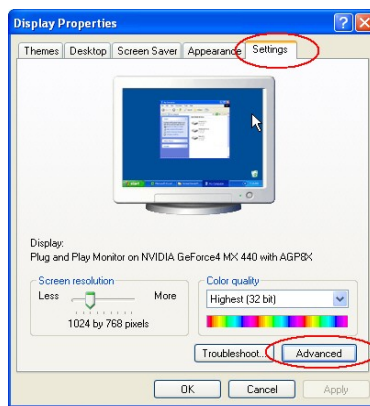 Display Properties
Themes Desktop Screen Saver Appearance Settings
Display:
Plug and Play Monitor on NVIDIA GeForce4 MX 440 with AGP8X
Screen resolution
Less More
1024 by 768 pixels
Color quality
Highest (32 bit)
Troubleshoot... Advanced
OK Cancel Apply